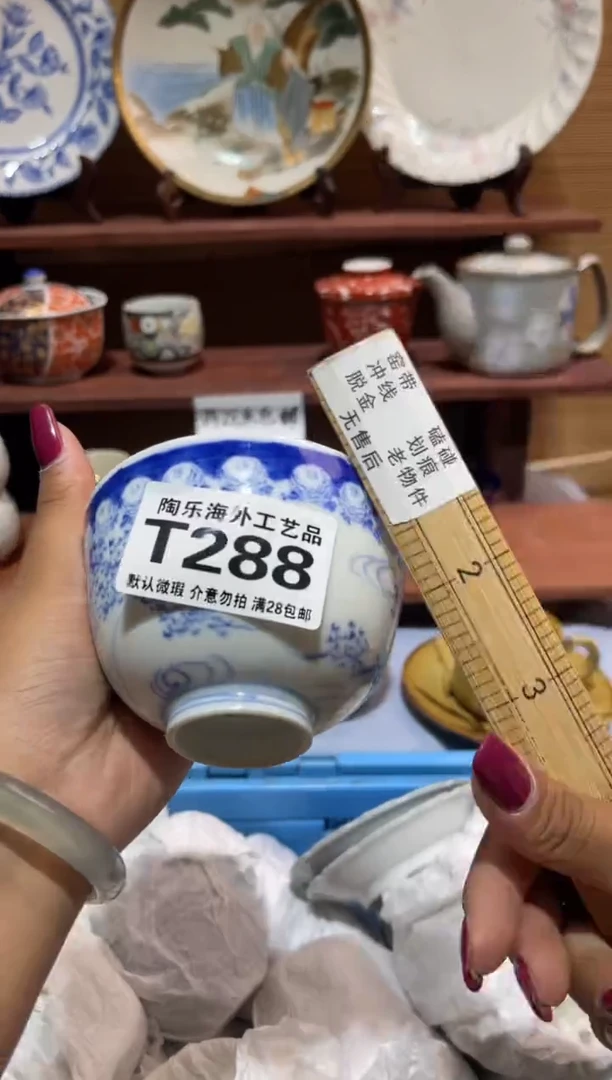 陶乐海外工艺品
T288
默认微瑕 介意勿拍 满28包邮
窑带 磕碰
冲线 划痕
脱金 老物件
无售后
2
3